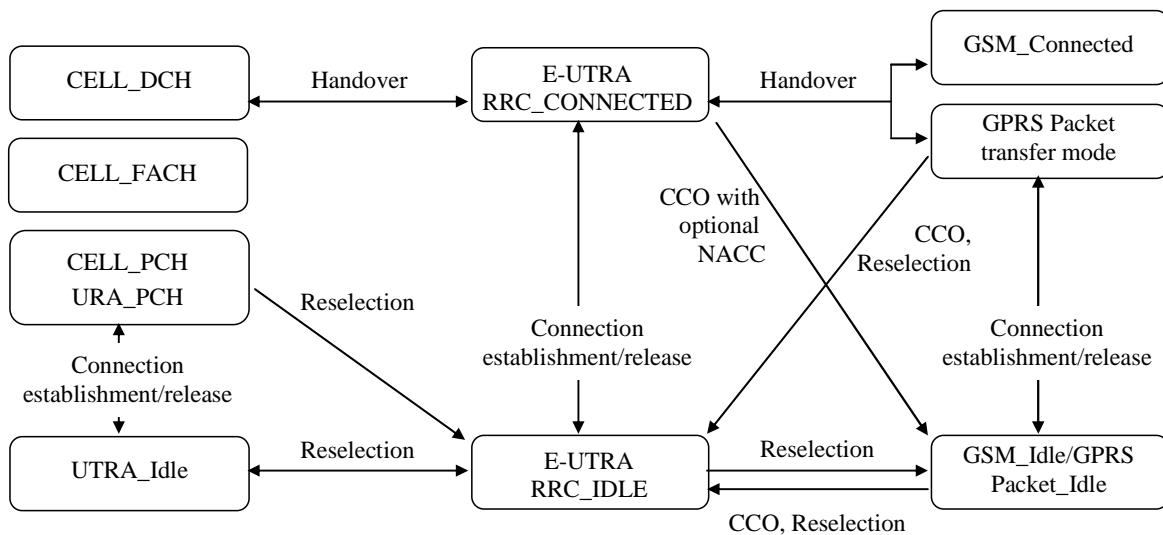 GSM_Connected
CELL_DCH
Handover
E-UTRA
RRC_CONNECTED
Handover
GPRS Packet
transfer mode
CELL_FACH
CCO with
optional
NACC
CCO,
Reselection
CELL_PCH
URA_PCH
Reselection
Connection
establishment/release
Connection
establishment/release
Connection
establishment/release
UTRA_Idle
Reselection
E-UTRA
RRC_IDLE
Reselection
GSM_Idle/GPRS
Packet_Idle
CCO, Reselection